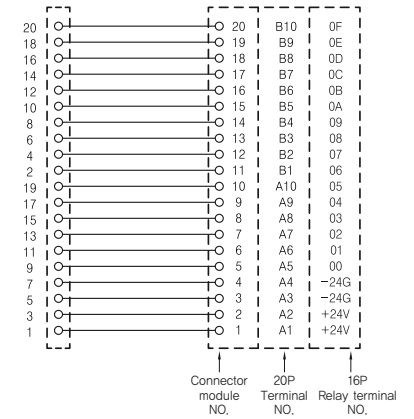 20 20 B10 0F
18 19 B9 0E
16 18 B8 0D
14 17 B7 0C
12 16 B6 0B
10 15 B5 0A
8 14 B4 09
6 13 B3 08
4 12 B2 07
2 11 B1 06
19 10 A10 05
17 9 A9 04
15 8 A8 03
13 7 A7 02
11 6 A6 01
9 5 A5 00
7 4 A4 -24G
5 3 A3 -24G
3 2 A2 +24V
1 1 A1 +24V
Connector 20P 16P
module Terminal Relay terminal
NO. NO. NO.